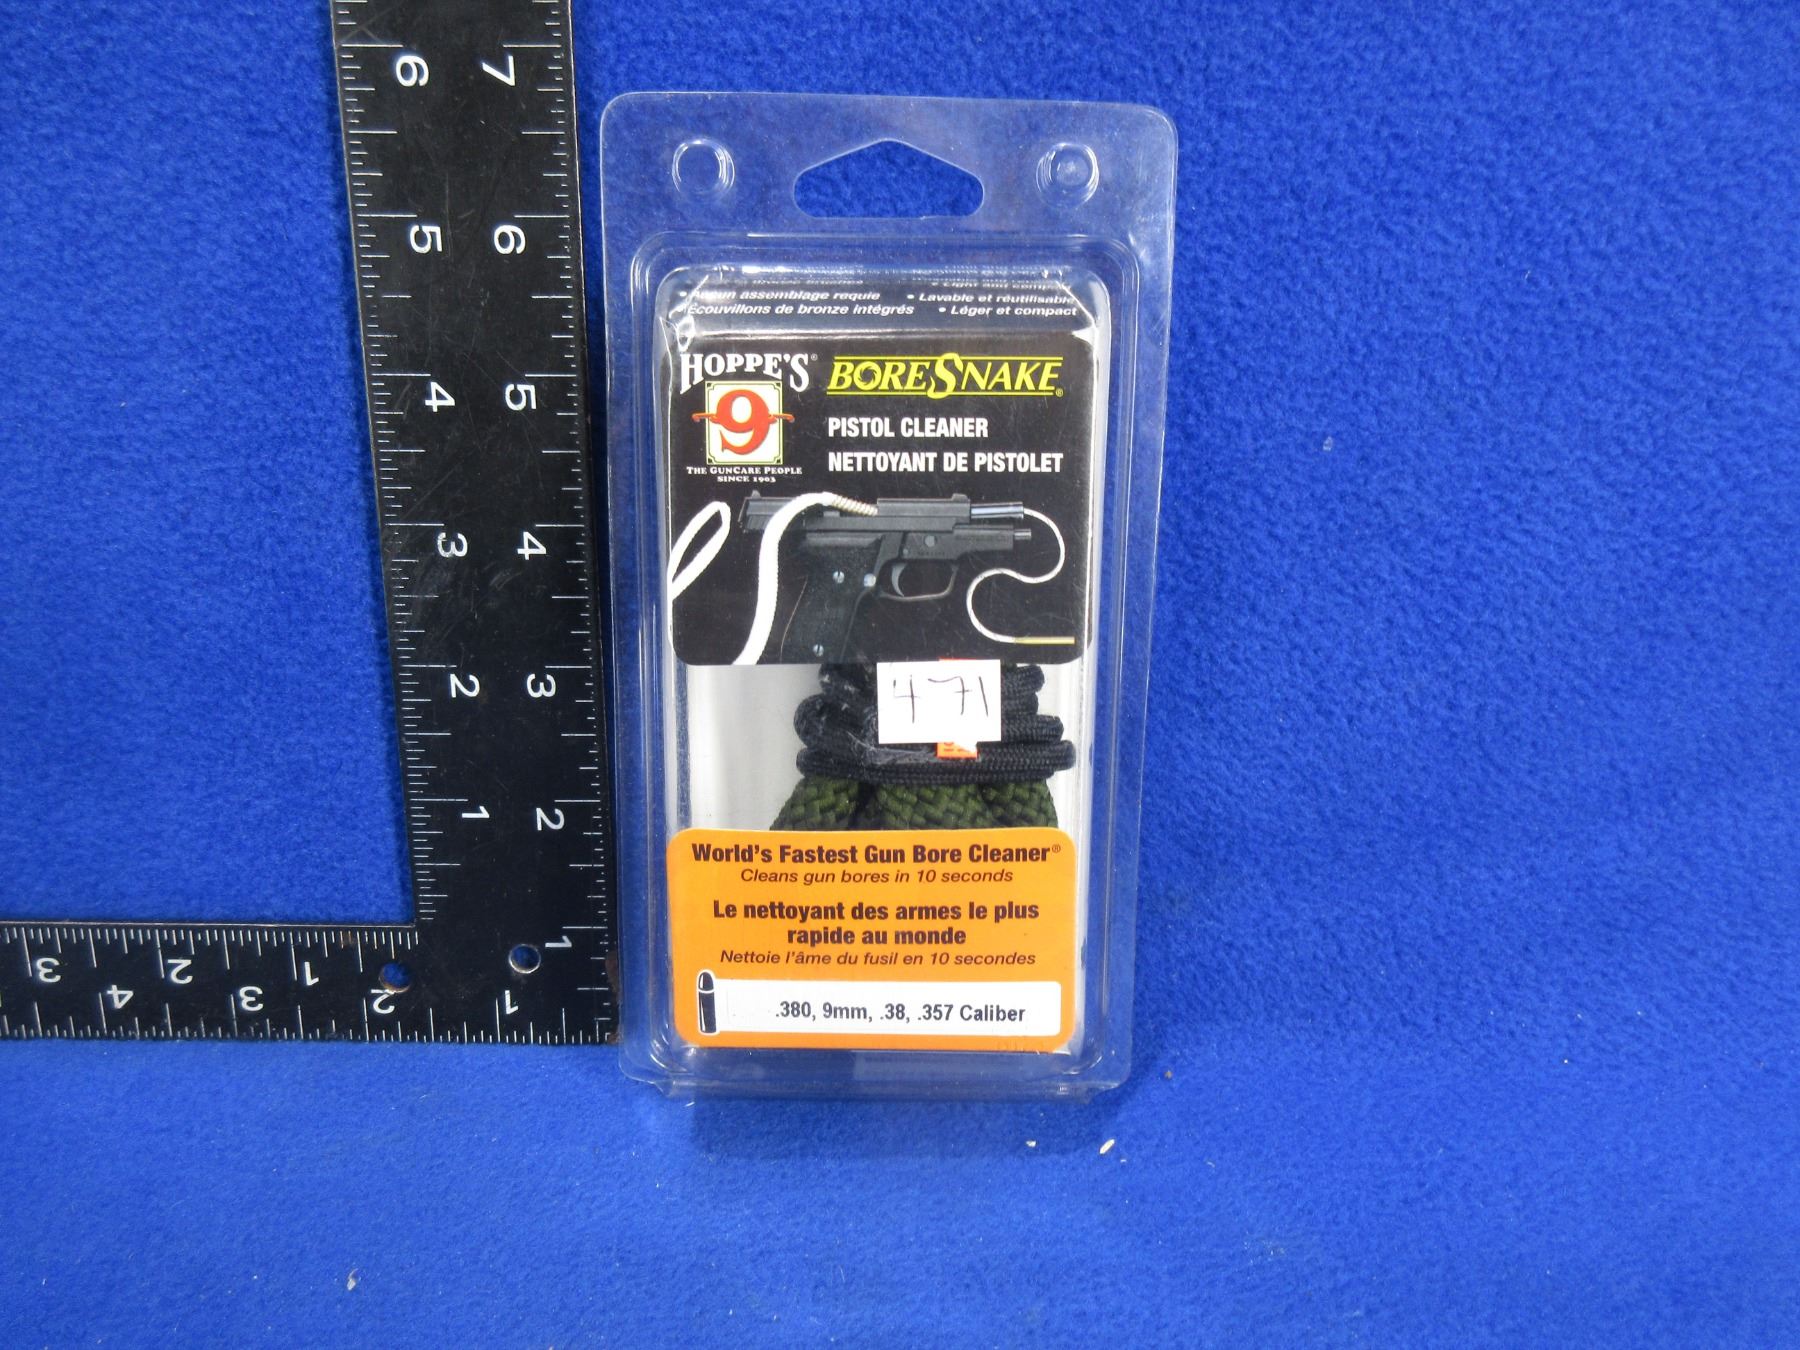 • Light and compact
• Aucun assemblage requie • Lavable et réutilisable
Écouvillons de bronze intégrés • Léger et compact
HOPPE'S®
9
THE GUNCARE PEOPLE
SINCE 1903
BORESNAKE®
PISTOL CLEANER
NETTOYANT DE PISTOLET
471
World's Fastest Gun Bore Cleaner®
Cleans gun bores in 10 seconds
Le nettoyant des armes le plus
rapide au monde
Nettoie l'âme du fusil en 10 secondes
.380, 9mm, .38, .357 Caliber
6 7
5 6
4 5
3 4
2 3
1 2
1
3 2 1
4 3 2 1